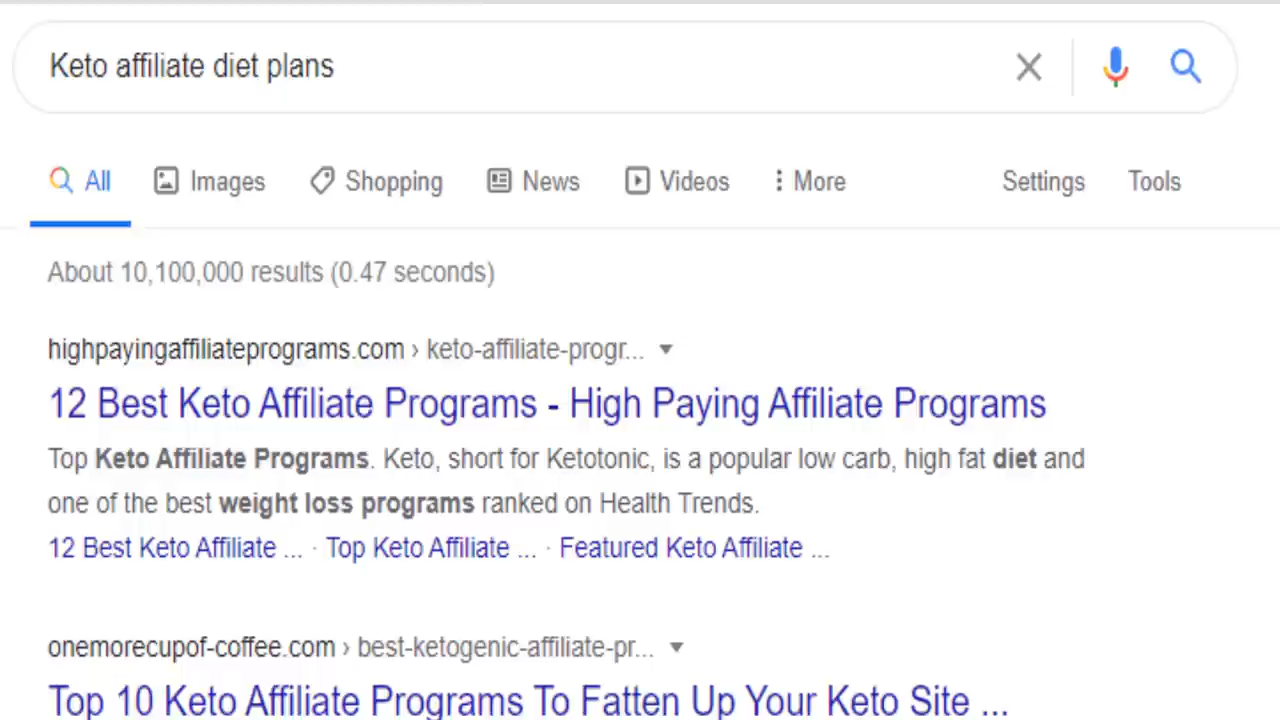 Keto affiliate diet plans
All Images Shopping News Videos More Settings Tools
About 10,100,000 results (0.47 seconds)
highpayingaffiliateprograms.com › keto-affiliate-progr...
12 Best Keto Affiliate Programs - High Paying Affiliate Programs
Top Keto Affiliate Programs. Keto, short for Ketotonic, is a popular low carb, high fat diet and
one of the best weight loss programs ranked on Health Trends.
12 Best Keto Affiliate ... · Top Keto Affiliate ... · Featured Keto Affiliate ...
onemorecupof-coffee.com › best-ketogenic-affiliate-pr...
Top 10 Keto Affiliate Programs To Fatten Up Your Keto Site ...